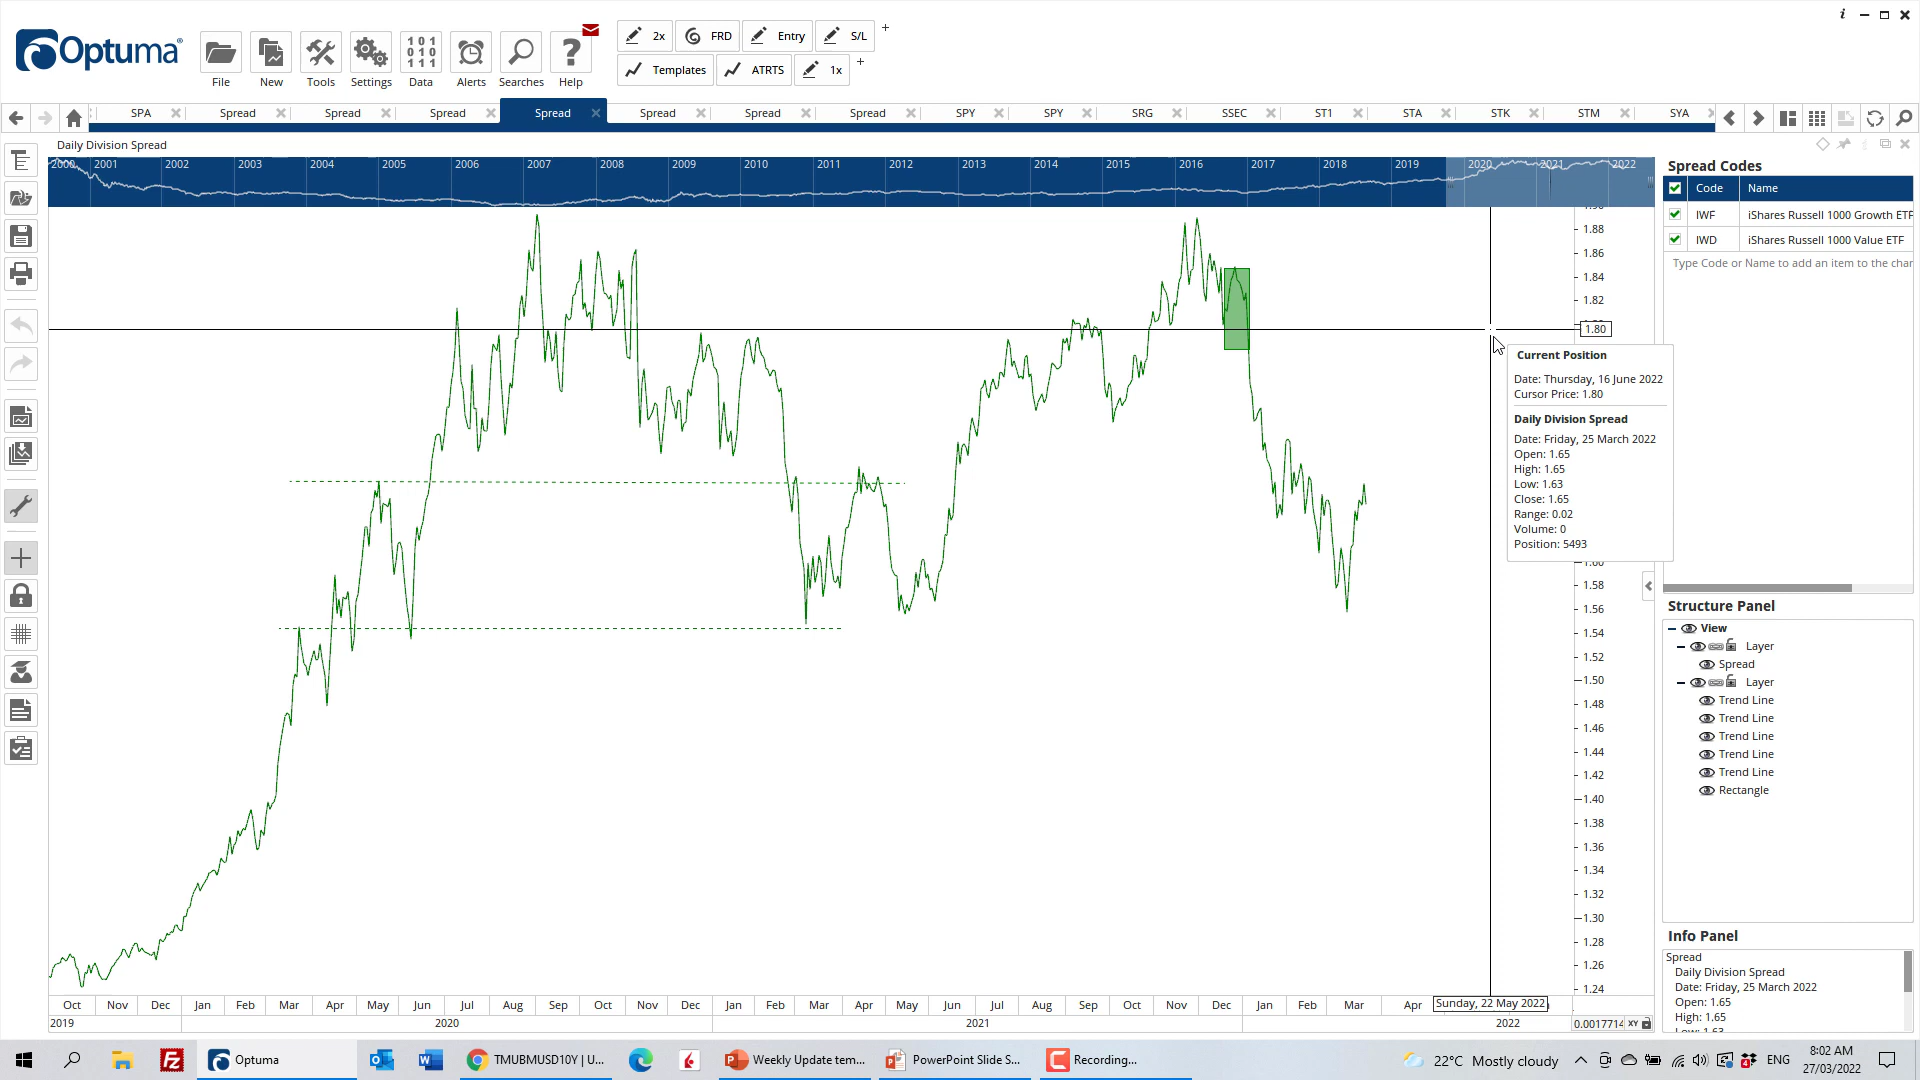 Optuma®
File
New
Tools
Settings
Data
Alerts
Searches
Help
2x
FRD
Entry
S/L
Templates
ATRTS
1x
SPA
Spread
Spread
Spread
Spread
Spread
Spread
Spread
SPY
SPY
SRG
SSEC
ST1
STA
STK
STM
SYA
Daily Division Spread
2000 2001 2002 2003 2004 2005 2006 2007 2008 2009 2010 2011 2012 2013 2014 2015 2016 2017 2018 2019 2020 2021 2022
1.88
1.86
1.84
1.82
1.80
1.58
1.56
1.54
1.52
1.50
1.48
1.46
1.44
1.42
1.40
1.38
1.36
1.34
1.32
1.30
1.28
1.26
1.24
Current Position
Date: Thursday, 16 June 2022
Cursor Price: 1.80
Daily Division Spread
Date: Friday, 25 March 2022
Open: 1.65
High: 1.65
Low: 1.63
Close: 1.65
Range: 0.02
Volume: 0
Position: 5493
Oct Nov Dec Jan Feb Mar Apr May Jun Jul Aug Sep Oct Nov Dec Jan Feb Mar Apr May Jun Jul Aug Sep Oct Nov Dec Jan Feb Mar Apr Sunday, 22 May 2022
2019 2020 2021 2022
0.0017714 XY
Spread Codes
Code Name
IWF iShares Russell 1000 Growth ETF
IWD iShares Russell 1000 Value ETF
Type Code or Name to add an item to the char
Structure Panel
View
Layer
Spread
Layer
Trend Line
Trend Line
Trend Line
Trend Line
Trend Line
Rectangle
Info Panel
Spread
Daily Division Spread
Date: Friday, 25 March 2022
Open: 1.65
High: 1.65
Low: 1.63
Optuma
TMUBMUSD10Y | U...
Weekly Update tem...
PowerPoint Slide S...
Recording...
22°C Mostly cloudy
ENG
8:02 AM
27/03/2022